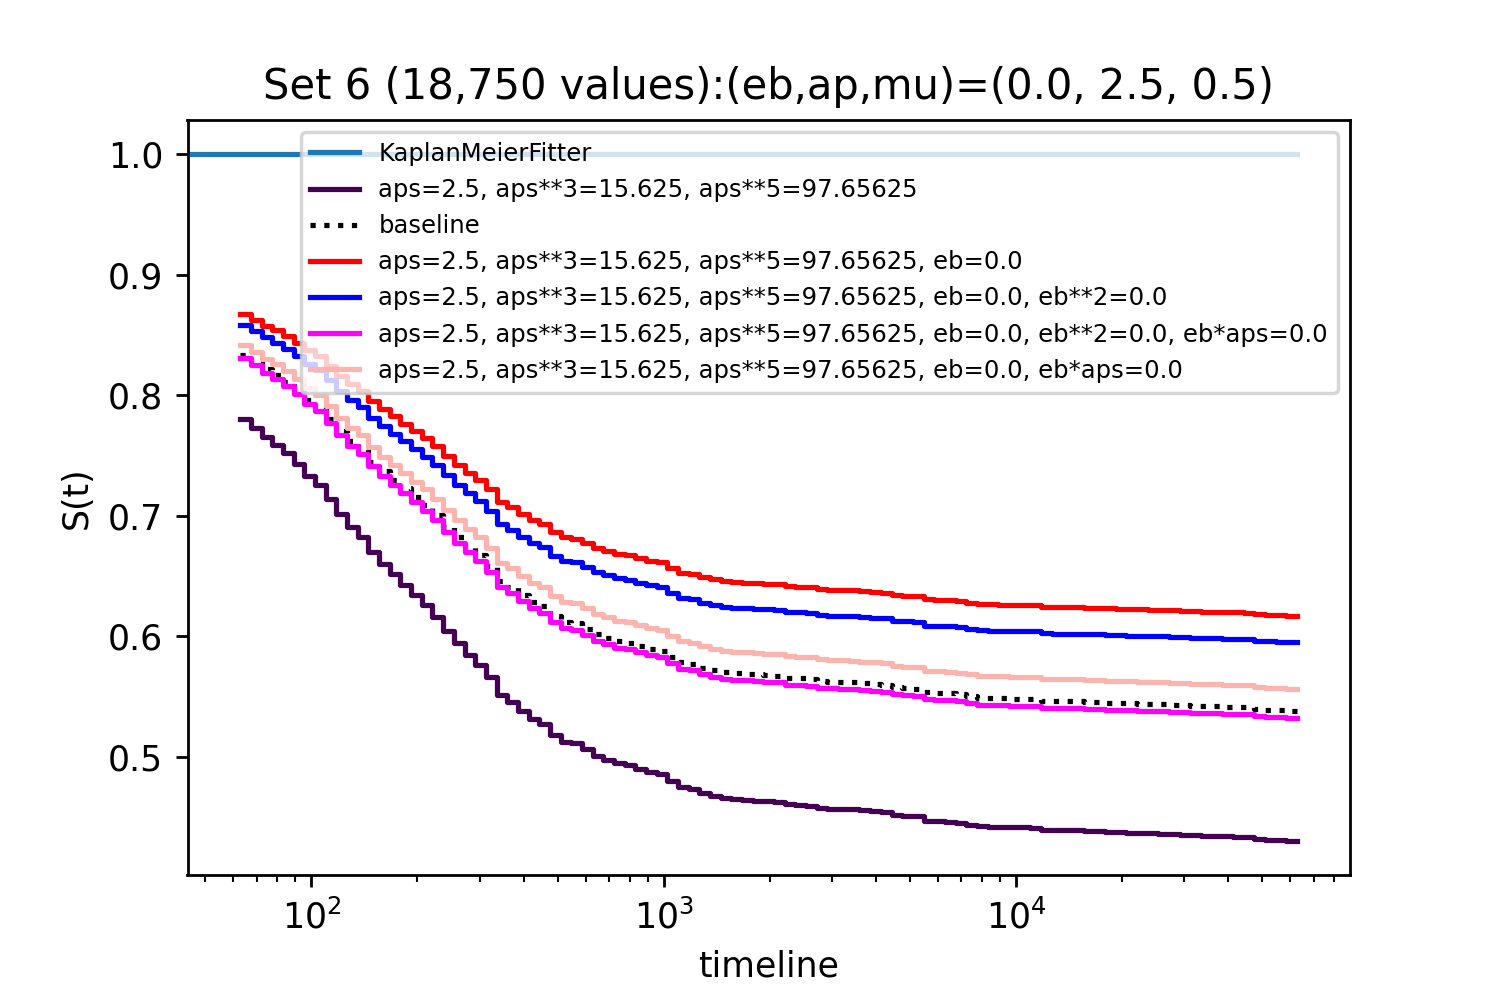 Set 6 (18,750 values):(eb,ap,mu)=(0.0, 2.5, 0.5)
KaplanMeierFitter
aps=2.5, aps**3=15.625, aps**5=97.65625
baseline
aps=2.5, aps**3=15.625, aps**5=97.65625, eb=0.0
aps=2.5, aps**3=15.625, aps**5=97.65625, eb=0.0, eb**2=0.0
aps=2.5, aps**3=15.625, aps**5=97.65625, eb=0.0, eb**2=0.0, eb*aps=0.0
aps=2.5, aps**3=15.625, aps**5=97.65625, eb=0.0, eb*aps=0.0
1.0
0.9
0.8
0.7
0.6
0.5
S(t)
10² 10³ 10⁴
timeline